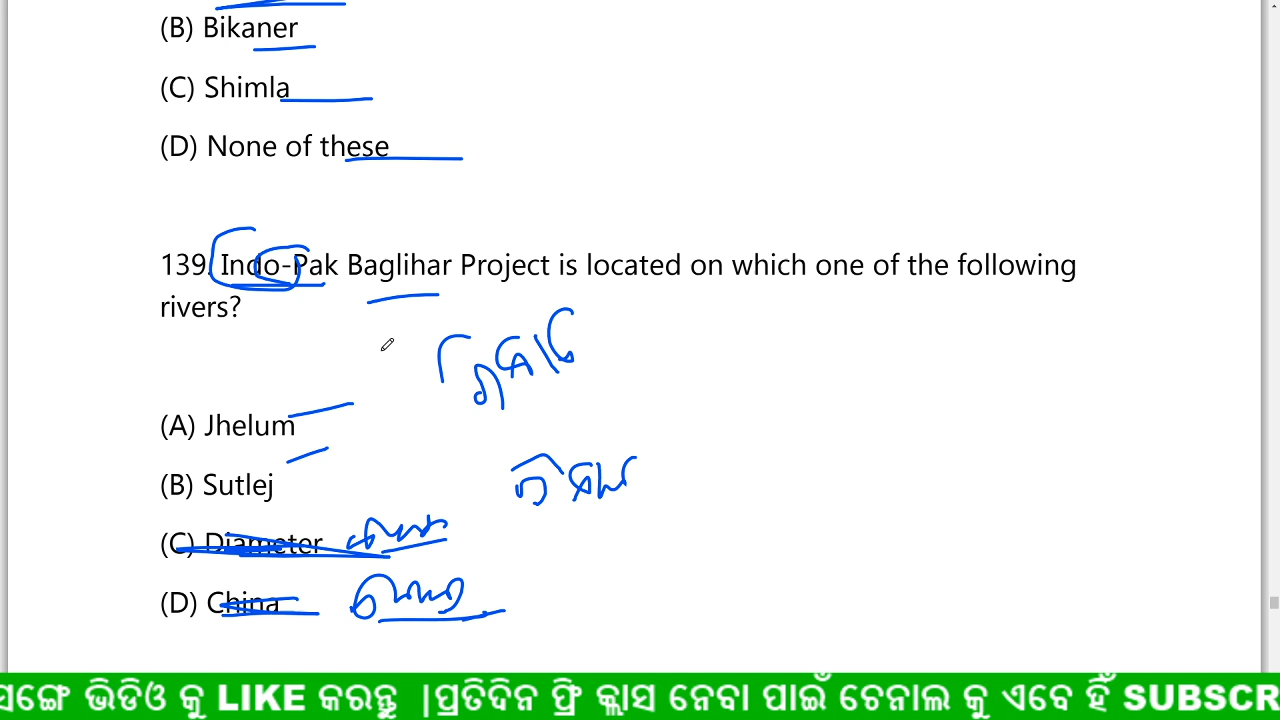 (B) Bikaner
(C) Shimla
(D) None of these
139. Indo-Pak Baglihar Project is located on which one of the following
rivers?
(A) Jhelum
(B) Sutlej
(C) Diameter
(D) China
ସଙ୍ଗେ ଭିଡିଓ କୁ LIKE କରନ୍ତୁ |ପ୍ରତିଦିନ ଫ୍ରି କ୍ଲାସ ନେବା ପାଇଁ ଚେନାଲ କୁ ଏବେ ହିଁ SUBSCR